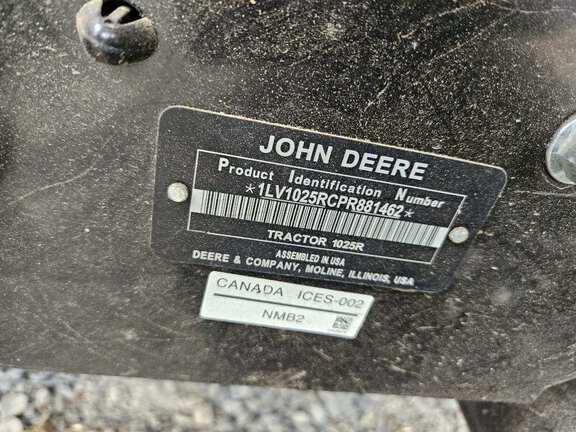 JOHN DEERE
Product Identification Number
*1LV1025RCPR881462*
TRACTOR 1025R
ASSEMBLED IN USA
DEERE & COMPANY, MOLINE, ILLINOIS, USA
CANADA ICES-002
NMB2